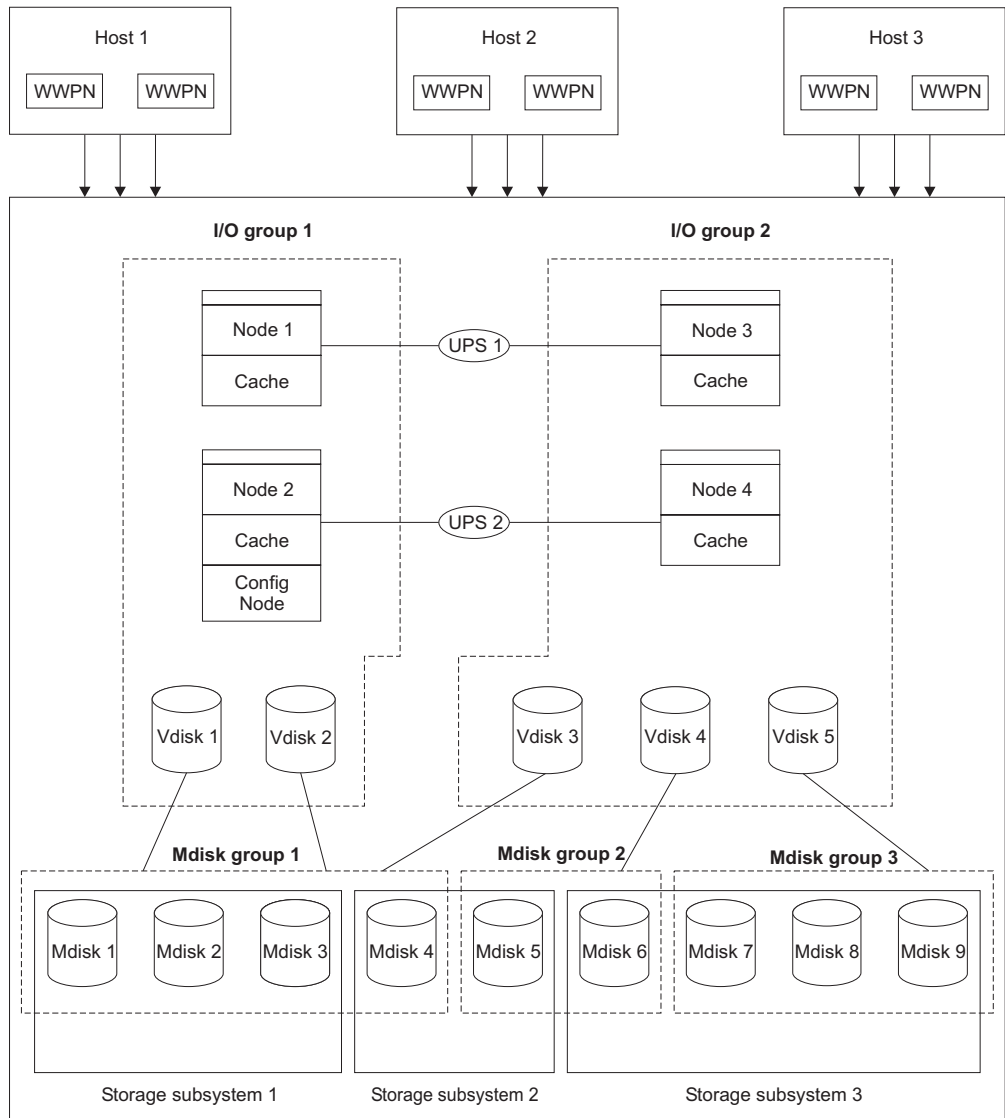 Host 1
WWPN WWPN
Host 2
WWPN WWPN
Host 3
WWPN WWPN
I/O group 1
I/O group 2
Node 1
Cache
UPS 1
Node 3
Cache
Node 2
Cache
Config
Node
UPS 2
Node 4
Cache
Vdisk 1
Vdisk 2
Vdisk 3
Vdisk 4
Vdisk 5
Mdisk group 1
Mdisk group 2
Mdisk group 3
Mdisk 1
Mdisk 2
Mdisk 3
Mdisk 4
Mdisk 5
Mdisk 6
Mdisk 7
Mdisk 8
Mdisk 9
Storage subsystem 1
Storage subsystem 2
Storage subsystem 3